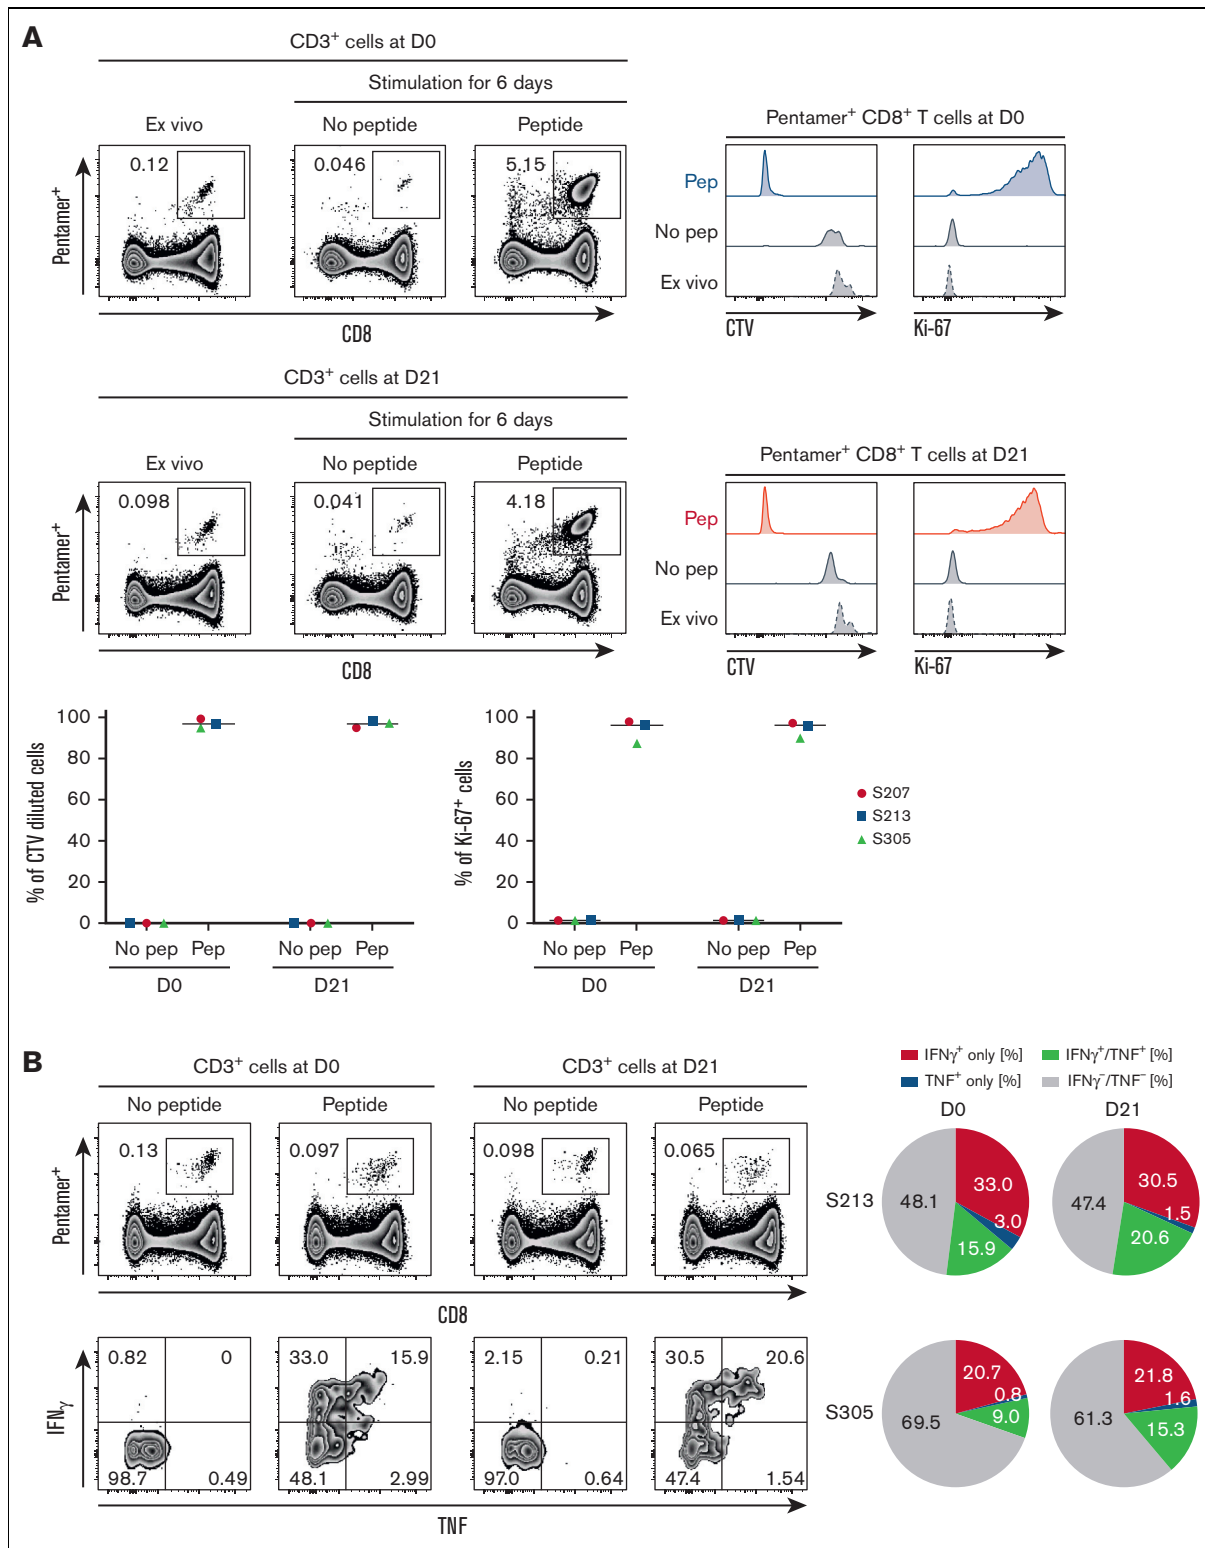 A
CD3+ cells at D0
Stimulation for 6 days
Ex vivo
No peptide
Peptide
0.12
0.046
5.15
Pentamer+
CD8
Pentamer+ CD8+ T cells at D0
Pep
No pep
Ex vivo
CTV
Ki-67
CD3+ cells at D21
Stimulation for 6 days
Ex vivo
No peptide
Peptide
0.098
0.041
4.18
Pentamer+
CD8
Pentamer+ CD8+ T cells at D21
Pep
No pep
Ex vivo
CTV
Ki-67
% of CTV diluted cells
100
80
60
40
20
0
No pep Pep No pep Pep
D0 D21
% of Ki-67+ cells
100
80
60
40
20
0
No pep Pep No pep Pep
D0 D21
S207
S213
S305
B
CD3+ cells at D0
CD3+ cells at D21
No peptide
Peptide
No peptide
Peptide
0.13
0.097
0.098
0.065
Pentamer+
CD8
0.82 0
98.7 0.49
33.0 15.9
48.1 2.99
2.15 0.21
97.0 0.64
30.5 20.6
47.4 1.54
IFNγ
TNF
IFNγ+ only [%]
IFNγ+/TNF+ [%]
TNF+ only [%]
IFNγ−/TNF− [%]
D0
D21
S213
48.1
33.0
3.0
15.9
47.4
30.5
1.5
20.6
S305
69.5
20.7
0.8
9.0
61.3
21.8
1.6
15.3